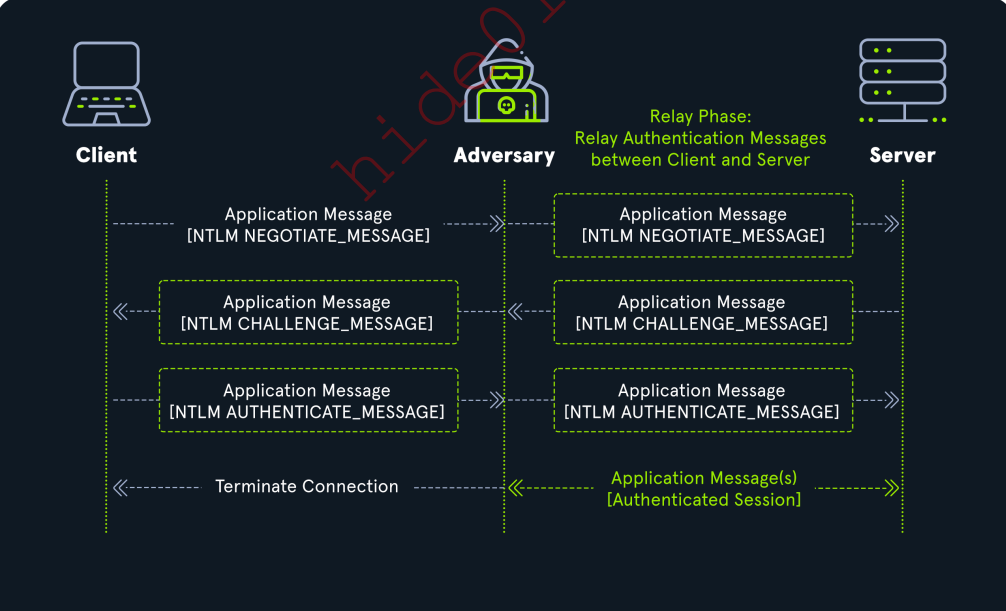 hide01
Relay Phase:
Relay Authentication Messages
between Client and Server
Client
Adversary
Server
Application Message
[NTLM NEGOTIATE_MESSAGE]
Application Message
[NTLM NEGOTIATE_MESSAGE]
Application Message
[NTLM CHALLENGE_MESSAGE]
Application Message
[NTLM CHALLENGE_MESSAGE]
Application Message
[NTLM AUTHENTICATE_MESSAGE]
Application Message
[NTLM AUTHENTICATE_MESSAGE]
Terminate Connection
Application Message(s)
[Authenticated Session]